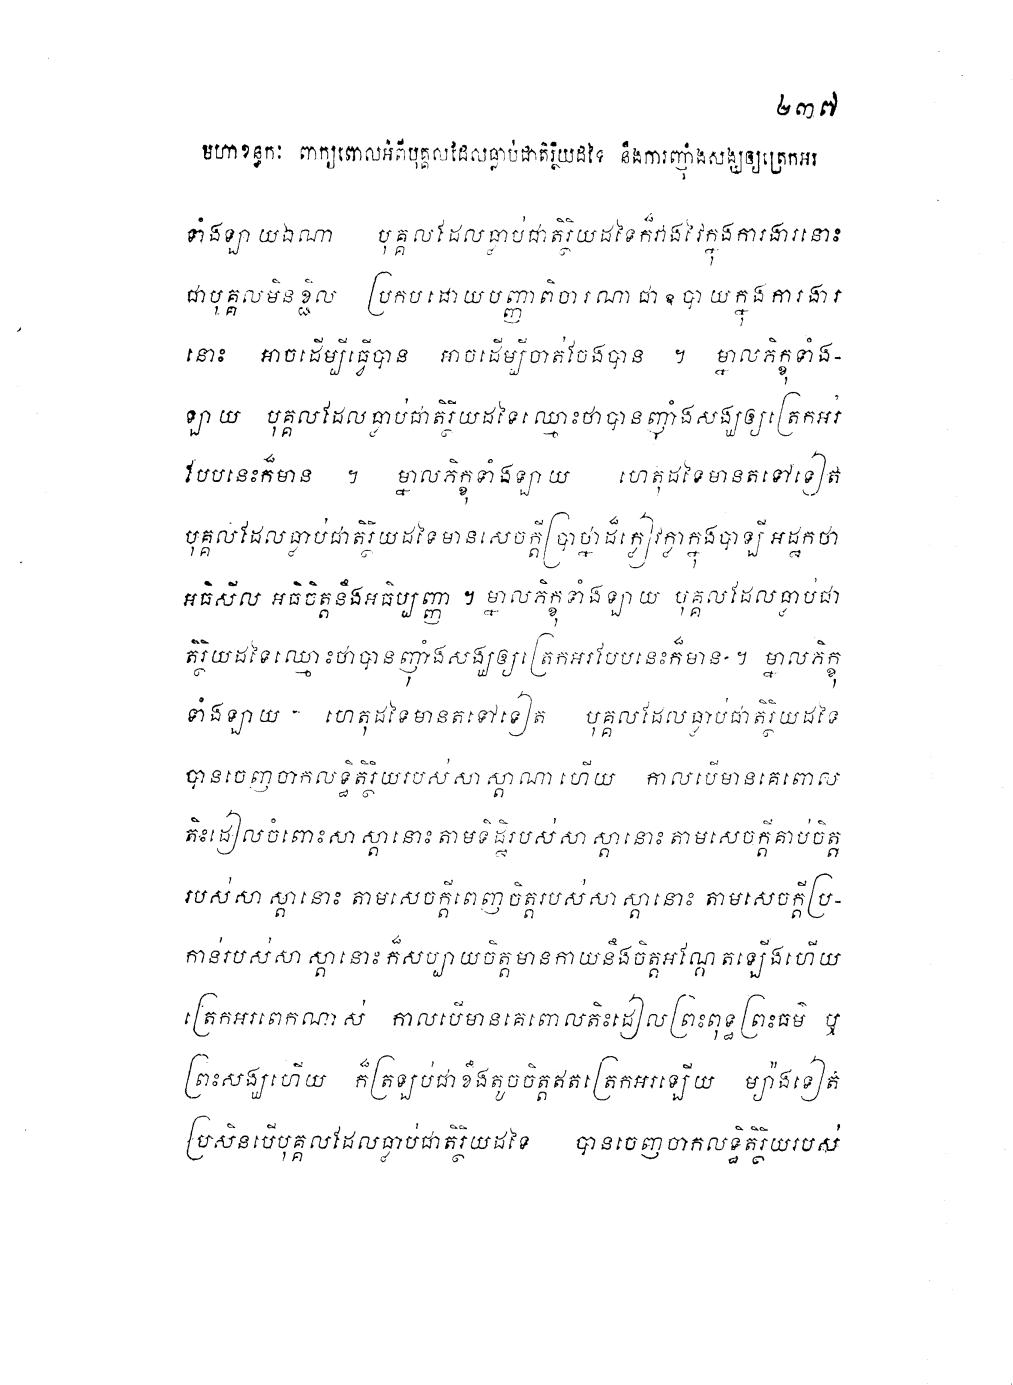 ២៣៧
មហាខន្ធកៈ ពាក្យពោលអំពីបុគ្គលដែលធ្លាប់ជាតិរ្ថិយដទៃ នឹងការញុំាងសង្ឃឲ្យត្រេកអរ
ទាំងឡាយឯណា បុគ្គលដែលធ្លាប់ជាតិរ្ថិយដទៃក៏វាងវៃក្នុងការងារនោះ
ជាបុគ្គលមិនខ្ជិល ប្រកបដោយបញ្ញាពិចារណាជាឧបាយក្នុងការងារ
នោះ អាចដើម្បីធ្វើបាន អាចដើម្បីចាត់ចែងបាន ។ ម្នាលភិក្ខុទាំង-
ឡាយ បុគ្គលដែលធ្លាប់ជាតិរ្ថិយដទៃឈ្មោះថាបានញុំាងសង្ឃឲ្យត្រេកអរ
បែបនេះក៏មាន ។ ម្នាលភិក្ខុទាំងឡាយ ហេតុដទៃមានតទៅទៀត
បុគ្គលដែលធ្លាប់ជាតិរ្ថិយដទៃមានសេចក្តីប្រាថ្នាដ៏ក្លៀវក្លាក្នុងបាឡី អដ្ឋកថា
អធិសីល អធិចិត្តនឹងអធិប្បញ្ញា ។ ម្នាលភិក្ខុទាំងឡាយ បុគ្គលដែលធ្លាប់ជា
តិរ្ថិយដទៃឈ្មោះថាបានញុំាងសង្ឃឲ្យត្រេកអរបែបនេះក៏មាន ។ ម្នាលភិក្ខុ
ទាំងឡាយ ហេតុដទៃមានតទៅទៀត បុគ្គលដែលធ្លាប់ជាតិរ្ថិយដទៃ
បានចេញចាកលទ្ធិតិរ្ថិយរបស់សាស្តាណាហើយ កាលបើមានគេពោល
តិះដៀលចំពោះសាស្តានោះ តាមទិដ្ឋិរបស់សាស្តានោះ តាមសេចក្តីគាប់ចិត្ត
របស់សាស្តានោះ តាមសេចក្តីពេញចិត្តរបស់សាស្តានោះ តាមសេចក្តីប្រ-
កាន់របស់សាស្តានោះក៏សប្បាយចិត្តមានកាយនឹងចិត្តអណ្តែតឡើងហើយ
ត្រេកអរពេកណាស់ កាលបើមានគេពោលតិះដៀលព្រះពុទ្ធព្រះធម៌ ឬ
ព្រះសង្ឃហើយ ក៏ត្រឡប់ជាខឹងតូចចិត្តឥតត្រេកអរឡើយ ម្យ៉ាងទៀត
ប្រសិនបើបុគ្គលដែលធ្លាប់ជាតិរ្ថិយដទៃ បានចេញចាកលទ្ធិតិរ្ថិយរបស់